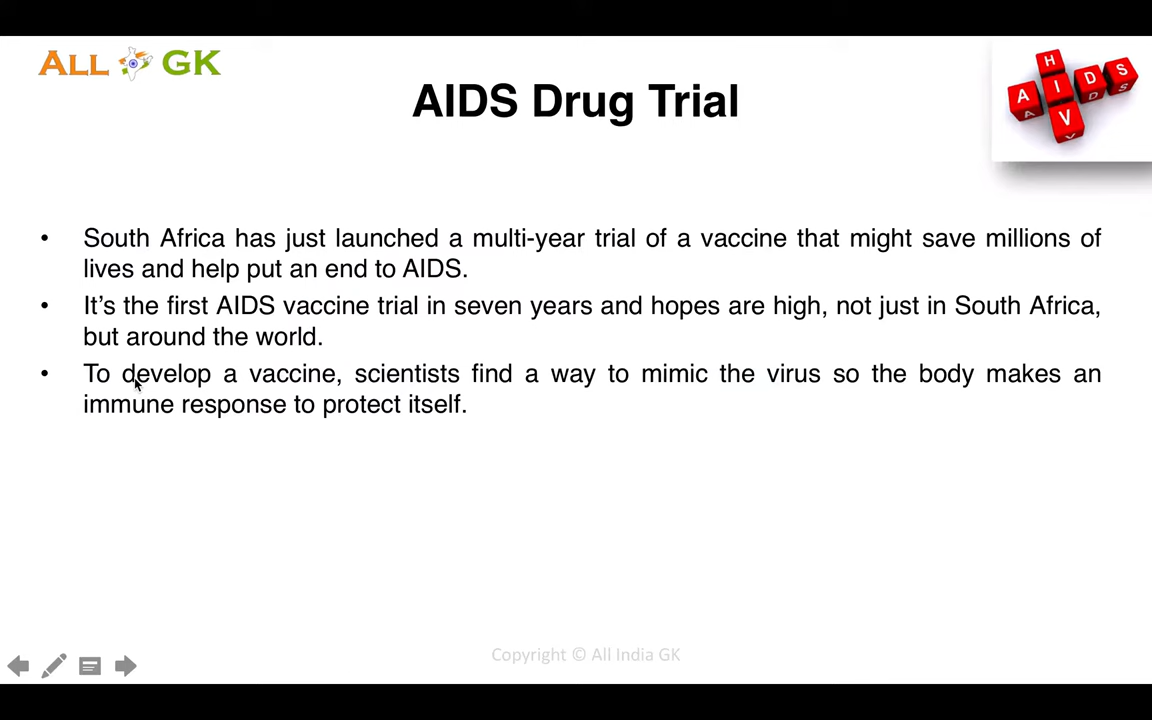 ALL GK
AIDS Drug Trial
H
A I D S
V
• South Africa has just launched a multi-year trial of a vaccine that might save millions of
lives and help put an end to AIDS.
• It's the first AIDS vaccine trial in seven years and hopes are high, not just in South Africa,
but around the world.
• To develop a vaccine, scientists find a way to mimic the virus so the body makes an
immune response to protect itself.
Copyright © All India GK